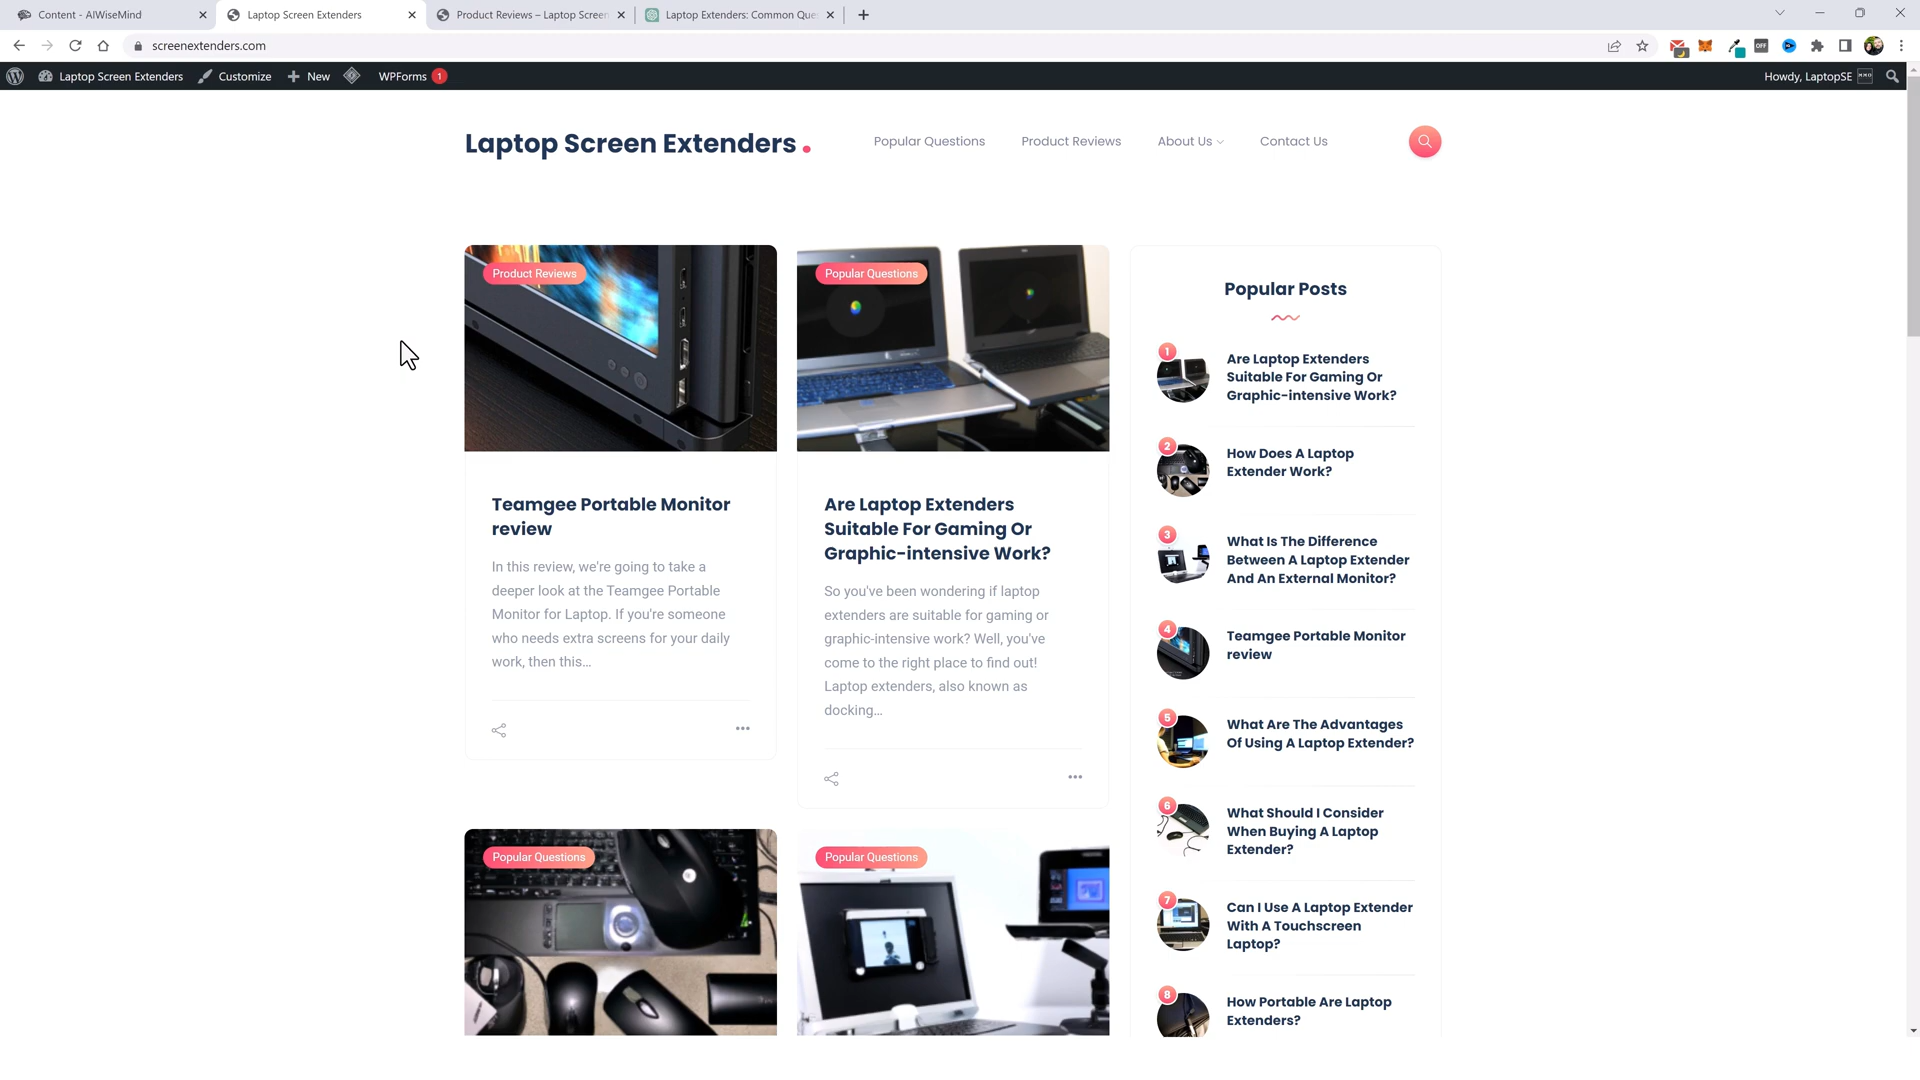 Content - AIWiseMind
Laptop Screen Extenders
Product Reviews – Laptop Screen
Laptop Extenders: Common Que
screenextenders.com
Laptop Screen Extenders
Customize
New
WPForms 1
Howdy, LaptopSE
Laptop Screen Extenders.
Popular Questions
Product Reviews
About Us
Contact Us
Product Reviews
Teamgee Portable Monitor
review
In this review, we're going to take a
deeper look at the Teamgee Portable
Monitor for Laptop. If you're someone
who needs extra screens for your daily
work, then this...
Popular Questions
Are Laptop Extenders
Suitable For Gaming Or
Graphic-intensive Work?
So you've been wondering if laptop
extenders are suitable for gaming or
graphic-intensive work? Well, you've
come to the right place to find out!
Laptop extenders, also known as
docking...
Popular Questions
Popular Questions
Popular Posts
1
Are Laptop Extenders
Suitable For Gaming Or
Graphic-intensive Work?
2
How Does A Laptop
Extender Work?
3
What Is The Difference
Between A Laptop Extender
And An External Monitor?
4
Teamgee Portable Monitor
review
5
What Are The Advantages
Of Using A Laptop Extender?
6
What Should I Consider
When Buying A Laptop
Extender?
7
Can I Use A Laptop Extender
With A Touchscreen
Laptop?
8
How Portable Are Laptop
Extenders?